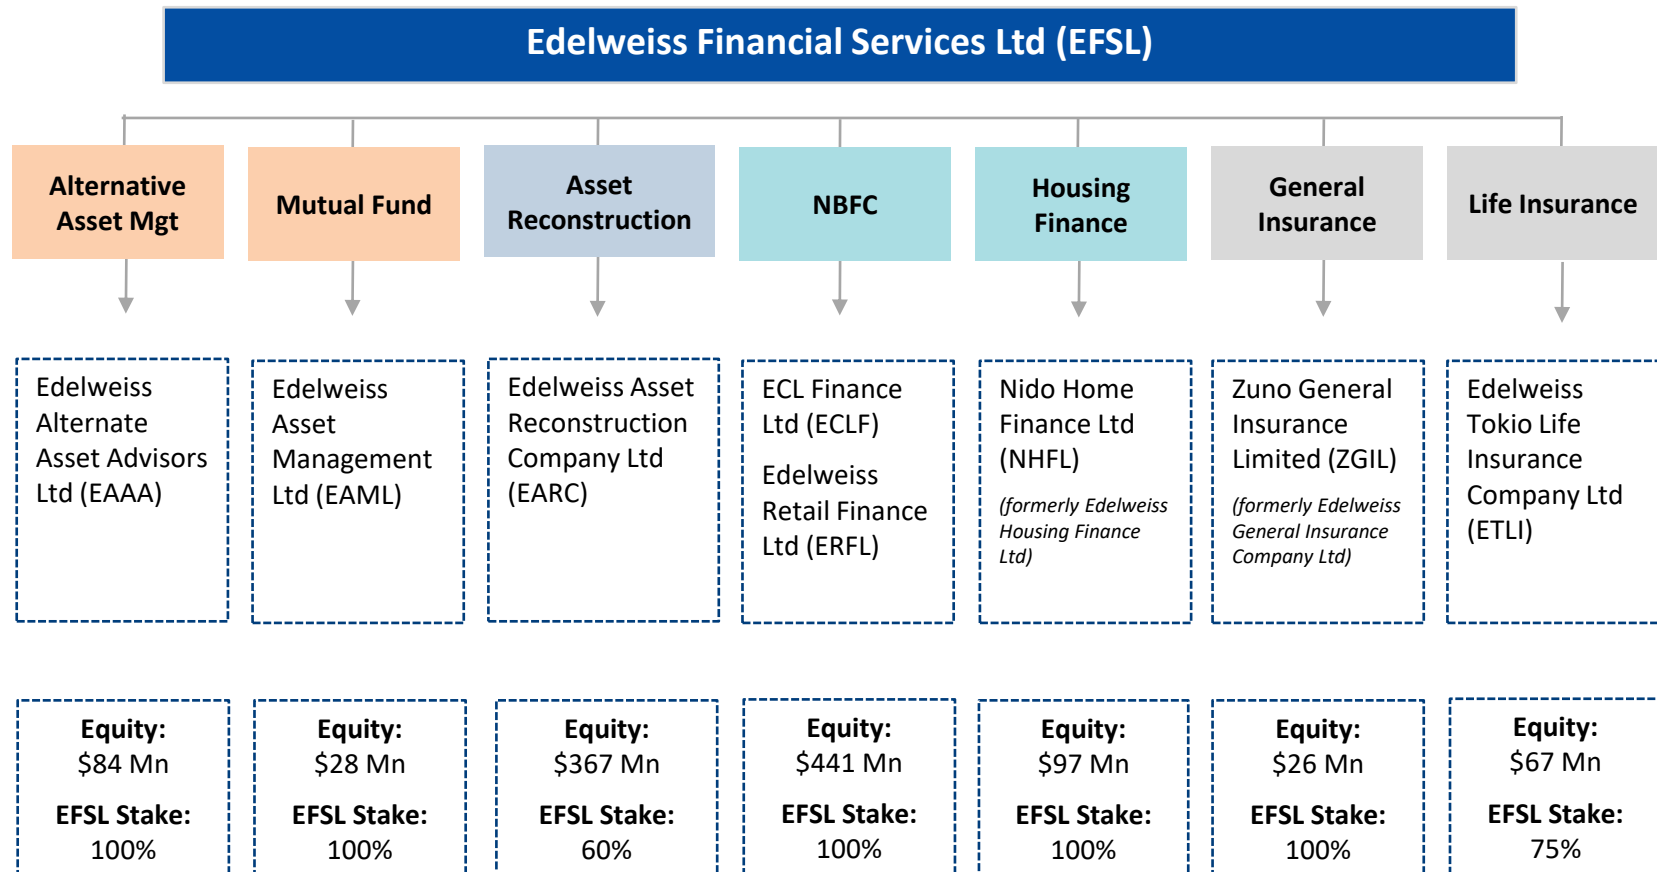 Edelweiss Financial Services Ltd (EFSL)
Alternative
Asset Mgt
Mutual Fund
Asset
Reconstruction
NBFC
Housing
Finance
General
Insurance
Life Insurance
Edelweiss
Alternate
Asset Advisors
Ltd (EAAA)
Edelweiss
Asset
Management
Ltd (EAML)
Edelweiss Asset
Reconstruction
Company Ltd
(EARC)
ECL Finance
Ltd (ECLF)
Edelweiss
Retail Finance
Ltd (ERFL)
Nido Home
Finance Ltd
(NHFL)
(formerly Edelweiss
Housing Finance
Ltd)
Zuno General
Insurance
Limited (ZGIL)
(formerly Edelweiss
General Insurance
Company Ltd)
Edelweiss
Tokio Life
Insurance
Company Ltd
(ETLI)
Equity:
$84 Mn
EFSL Stake:
100%
Equity:
$28 Mn
EFSL Stake:
100%
Equity:
$367 Mn
EFSL Stake:
60%
Equity:
$441 Mn
EFSL Stake:
100%
Equity:
$97 Mn
EFSL Stake:
100%
Equity:
$26 Mn
EFSL Stake:
100%
Equity:
$67 Mn
EFSL Stake:
75%